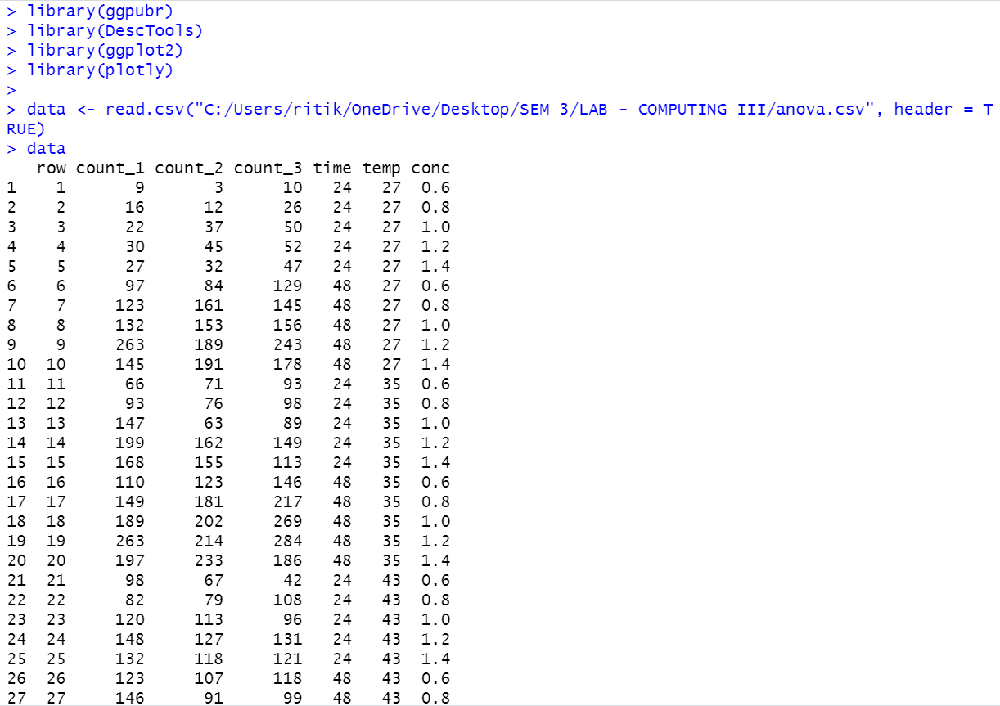 > library(ggpubr)
> library(DescTools)
> library(ggplot2)
> library(plotly)
>
> data <- read.csv("C:/Users/ritik/OneDrive/Desktop/SEM 3/LAB - COMPUTING III/anova.csv", header = T
RUE)
> data
   row count_1 count_2 count_3 time temp conc
1    1       9       3      10   24   27  0.6
2    2      16      12      26   24   27  0.8
3    3      22      37      50   24   27  1.0
4    4      30      45      52   24   27  1.2
5    5      27      32      47   24   27  1.4
6    6      97      84     129   48   27  0.6
7    7     123     161     145   48   27  0.8
8    8     132     153     156   48   27  1.0
9    9     263     189     243   48   27  1.2
10  10     145     191     178   48   27  1.4
11  11      66      71      93   24   35  0.6
12  12      93      76      98   24   35  0.8
13  13     147      63      89   24   35  1.0
14  14     199     162     149   24   35  1.2
15  15     168     155     113   24   35  1.4
16  16     110     123     146   48   35  0.6
17  17     149     181     217   48   35  0.8
18  18     189     202     269   48   35  1.0
19  19     263     214     284   48   35  1.2
20  20     197     233     186   48   35  1.4
21  21      98      67      42   24   43  0.6
22  22      82      79     108   24   43  0.8
23  23     120     113      96   24   43  1.0
24  24     148     127     131   24   43  1.2
25  25     132     118     121   24   43  1.4
26  26     123     107     118   48   43  0.6
27  27     146      91      99   48   43  0.8